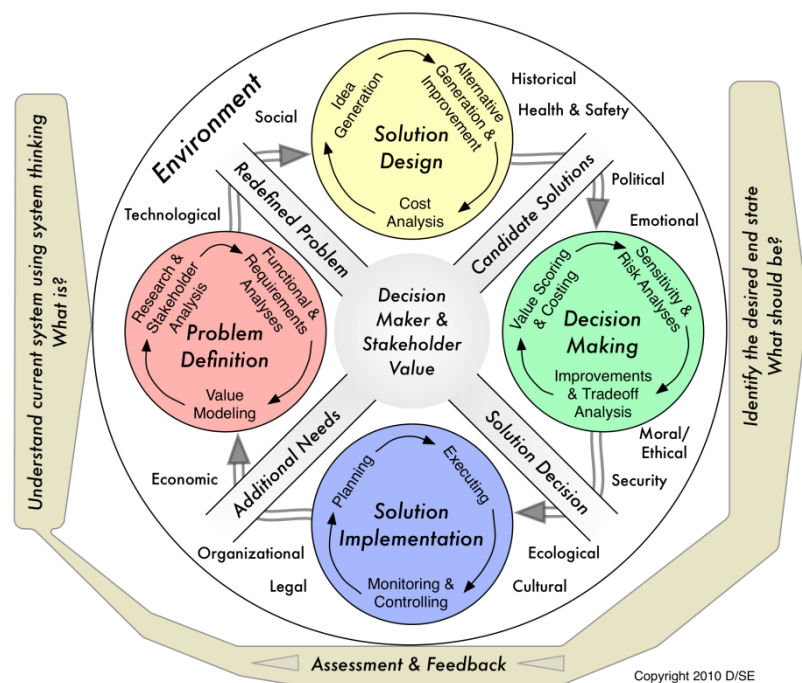 Environment
Social
Technological
Historical
Health & Safety
Political
Emotional
Moral/
Ethical
Security
Ecological
Cultural
Economic
Organizational
Legal
Idea
Generation
Alternative
Generation &
Improvement
Solution
Design
Cost
Analysis
Redefined Problem
Candidate Solutions
Research &
Stakeholder
Analysis
Functional &
Requirements
Analyses
Problem
Definition
Value
Modeling
Decision
Maker &
Stakeholder
Value
Value Scoring
& Costing
Sensitivity &
Risk Analyses
Decision
Making
Improvements
& Tradeoff
Analysis
Additional Needs
Solution Decision
Planning
Executing
Solution
Implementation
Monitoring &
Controlling
Understand current system using system thinking
What is?
Identify the desired end state
What should be?
Assessment & Feedback
Copyright 2010 D/SE